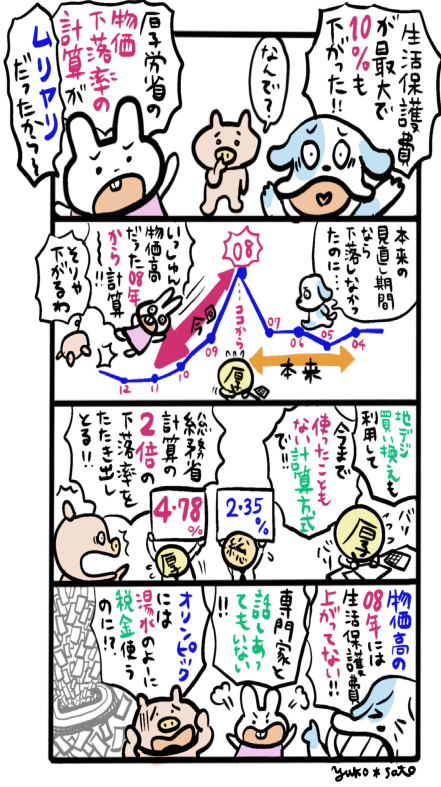 生活保護費
が最大で
10%も
下がった!!
なんで?
厚労省の
物価
下落率の
計算が
ムリヤリ
だったから〜
本来の
見直し期間
なら
下落しなかっ
たのに…
08
…ココから
今回
いっしゅん
物価高
だった08年
から計算
!!
そりゃ
下がるわ
12
11
10
09
07
06
05
04
厚
本来
地デジ
買い換えも
利用して
今まで
使ったことも
ない計算方式
で!!
厚
総務省
計算の
2倍の
下落率を
たたき出し
とる!!
4.78
%
2.35
%
厚
総
物価高の
08年には
生活保護費
上がてない!!
専門家と
話しあっ
てもいない
!!
オリンピック
には
湯水のように
税金使う
のに!?
yuko*sato